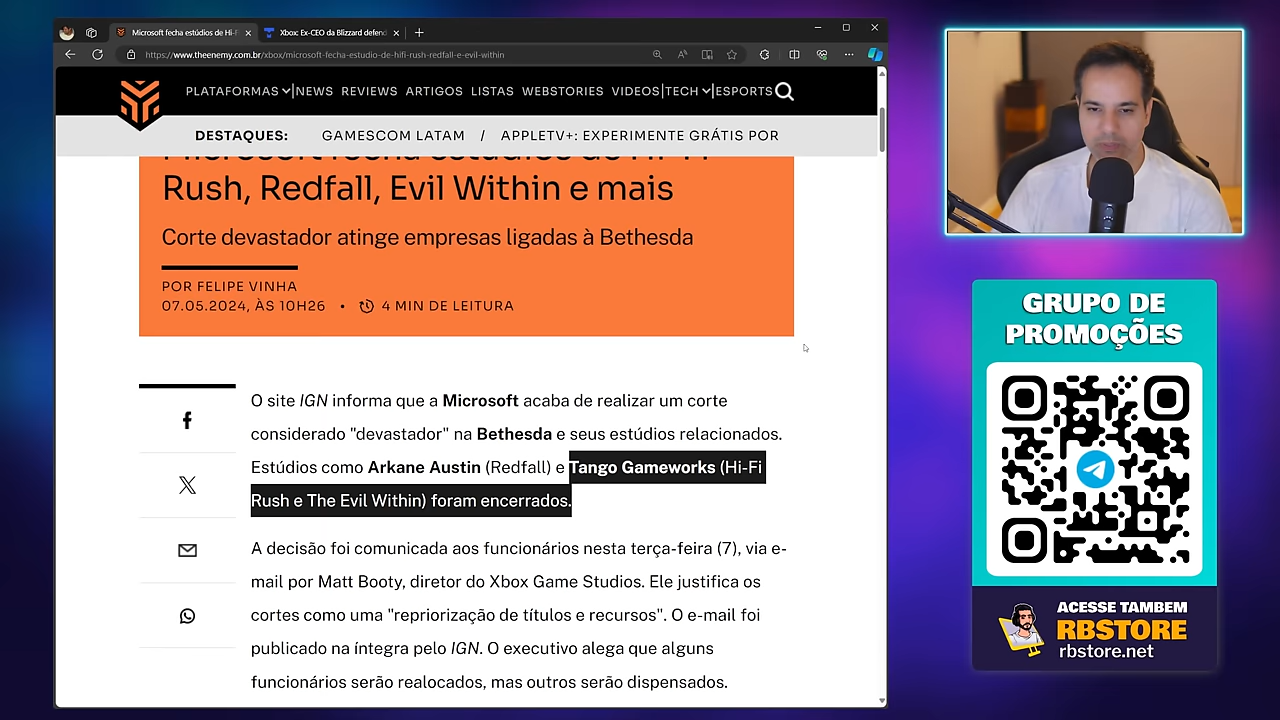 Microsoft fecha estúdios de Hi-F
Xbox: Ex-CEO da Blizzard defend
https://www.theenemy.com.br/xbox/microsoft-fecha-estudio-de-hifi-rush-redfall-e-evil-within
PLATAFORMAS NEWS REVIEWS ARTIGOS LISTAS WEBSTORIES VIDEOS TECH ESPORTS
DESTAQUES: GAMESCOM LATAM / APPLETV+: EXPERIMENTE GRÁTIS POR
Microsoft fecha estúdios de Hi-Fi
Rush, Redfall, Evil Within e mais
Corte devastador atinge empresas ligadas à Bethesda
POR FELIPE VINHA
07.05.2024, ÀS 10H26 • 4 MIN DE LEITURA
O site IGN informa que a Microsoft acaba de realizar um corte
considerado "devastador" na Bethesda e seus estúdios relacionados.
Estúdios como Arkane Austin (Redfall) e Tango Gameworks (Hi-Fi
Rush e The Evil Within) foram encerrados.
A decisão foi comunicada aos funcionários nesta terça-feira (7), via e-
mail por Matt Booty, diretor do Xbox Game Studios. Ele justifica os
cortes como uma "repriorização de títulos e recursos". O e-mail foi
publicado na íntegra pelo IGN. O executivo alega que alguns
funcionários serão realocados, mas outros serão dispensados.
GRUPO DE
PROMOÇÕES
ACESSE TAMBEM
RBSTORE
rbstore.net